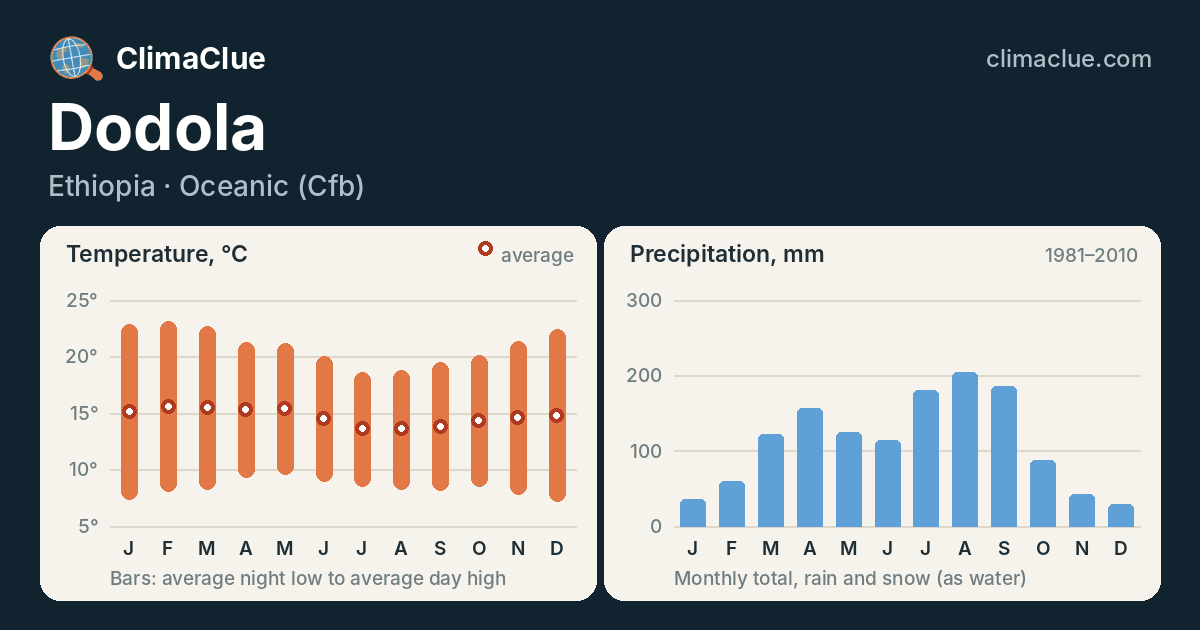 ClimaClue
climaclue.com
Dodola
Ethiopia · Oceanic (Cfb)
Temperature, °C
average
25°
20°
15°
10°
5°
J F M A M J J A S O N D
Bars: average night low to average day high
Precipitation, mm
1981–2010
300
200
100
0
J F M A M J J A S O N D
Monthly total, rain and snow (as water)